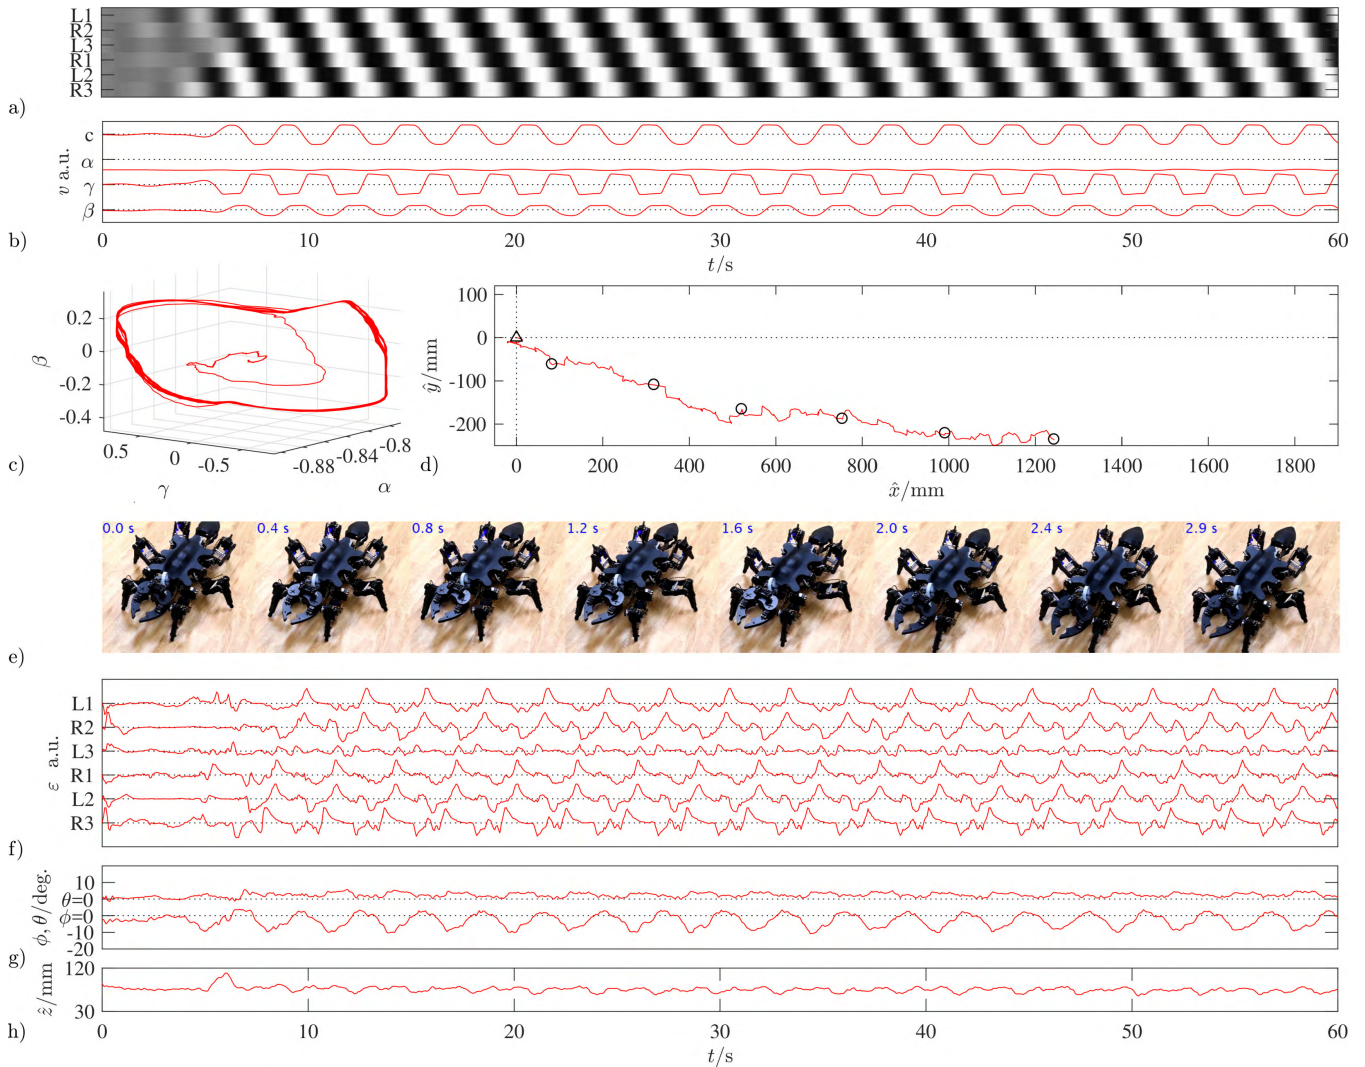 L1
R2
L3
R1
L2
R3
a)
c
α
γ
β
v a.u.
b)
0 10 20 30 40 50 60
t/s
0.2
0
-0.2
-0.4
β
0.5 0 -0.5
-0.88 -0.84 -0.8
γ
α
c)
100
0
-100
-200
ŷ/mm
0 200 400 600 800 1000 1200 1400 1600 1800
x̂/mm
d)
0.0 s 0.4 s 0.8 s 1.2 s 1.6 s 2.0 s 2.4 s 2.9 s
e)
L1
R2
L3
R1
L2
R3
ε a.u.
f)
10
θ=0
ϕ=0
-10
-20
ϕ, θ/deg.
g)
120
30
ẑ/mm
h)
0 10 20 30 40 50 60
t/s